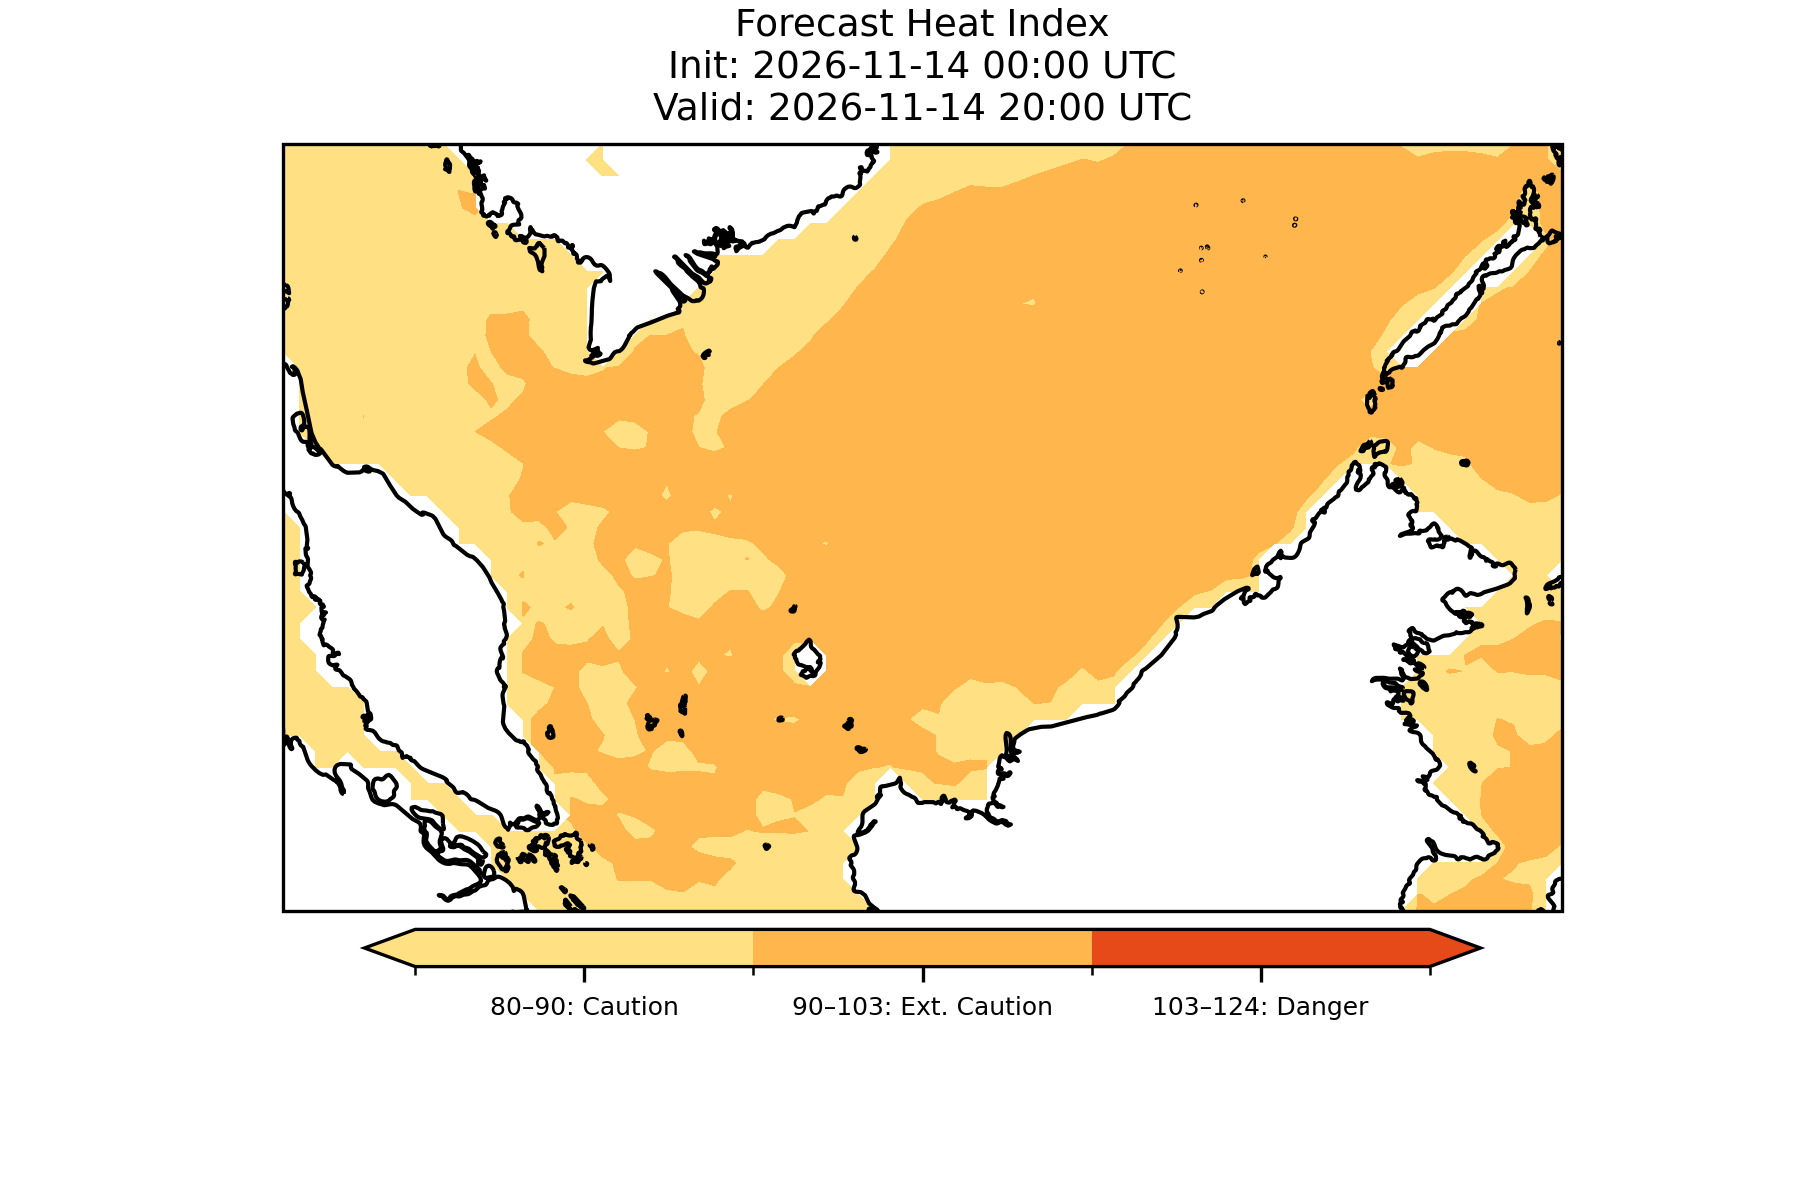 Forecast Heat Index
Init: 2026-11-14 00:00 UTC
Valid: 2026-11-14 20:00 UTC
80–90: Caution
90–103: Ext. Caution
103–124: Danger